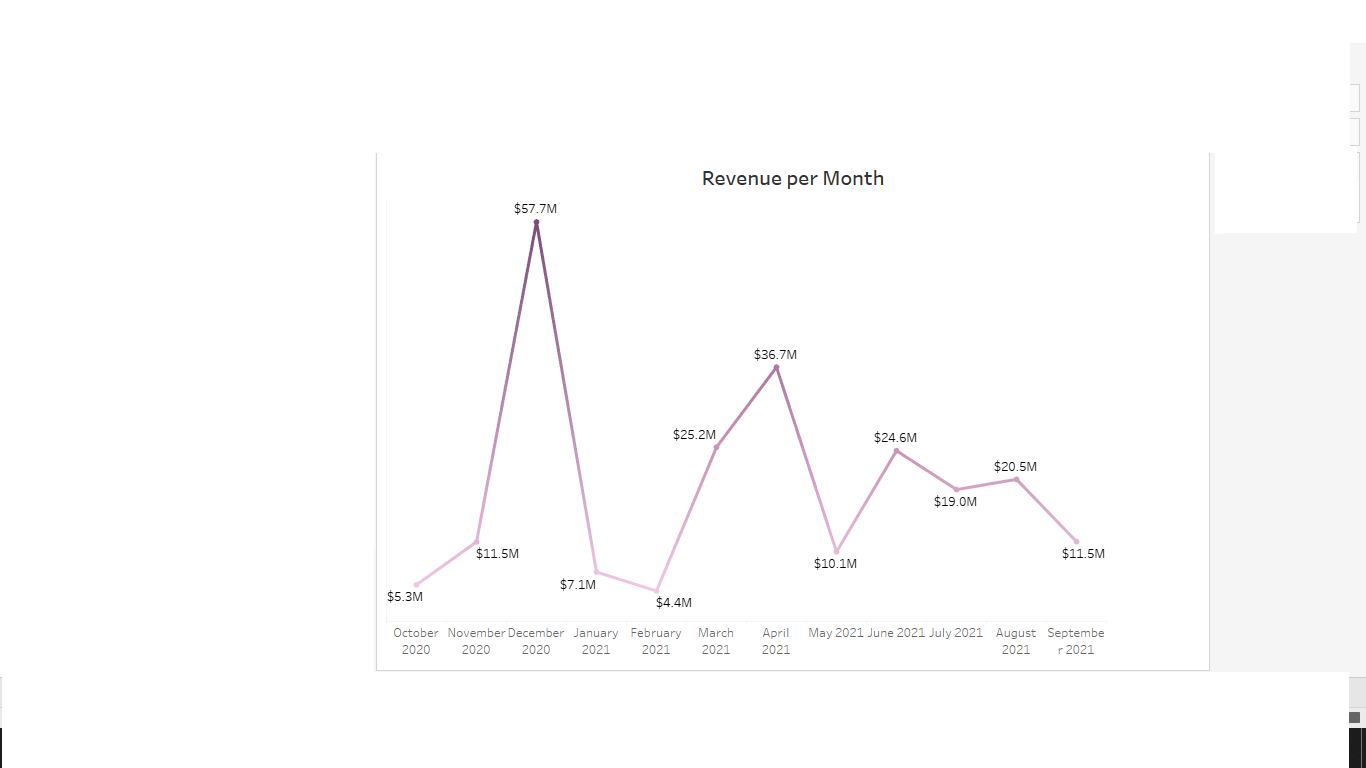 Revenue per Month
$57.7M
$36.7M
$25.2M
$24.6M
$20.5M
$19.0M
$11.5M
$11.5M
$10.1M
$7.1M
$5.3M
$4.4M
October 2020
November 2020
December 2020
January 2021
February 2021
March 2021
April 2021
May 2021
June 2021
July 2021
August 2021
Septembe
r 2021